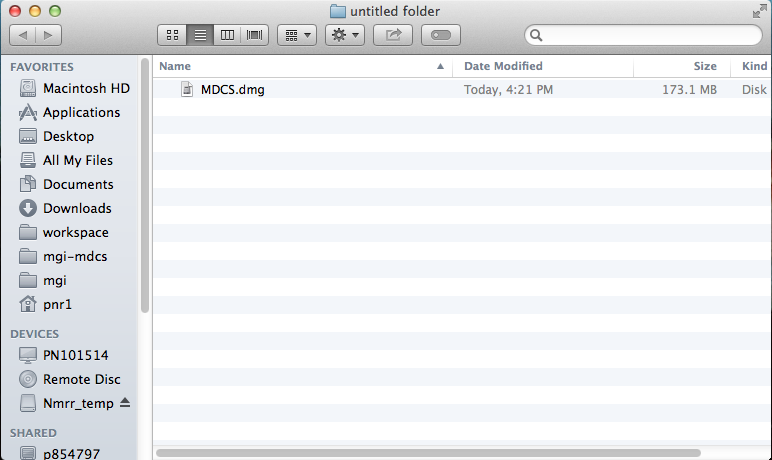 untitled folder
Name Date Modified Size Kind
MDCS.dmg Today, 4:21 PM 173.1 MB Disk
FAVORITES
Macintosh HD
Applications
Desktop
All My Files
Documents
Downloads
workspace
mgi-mdcs
mgi
pnr1
DEVICES
PN101514
Remote Disc
Nmrr_temp
SHARED
p854797